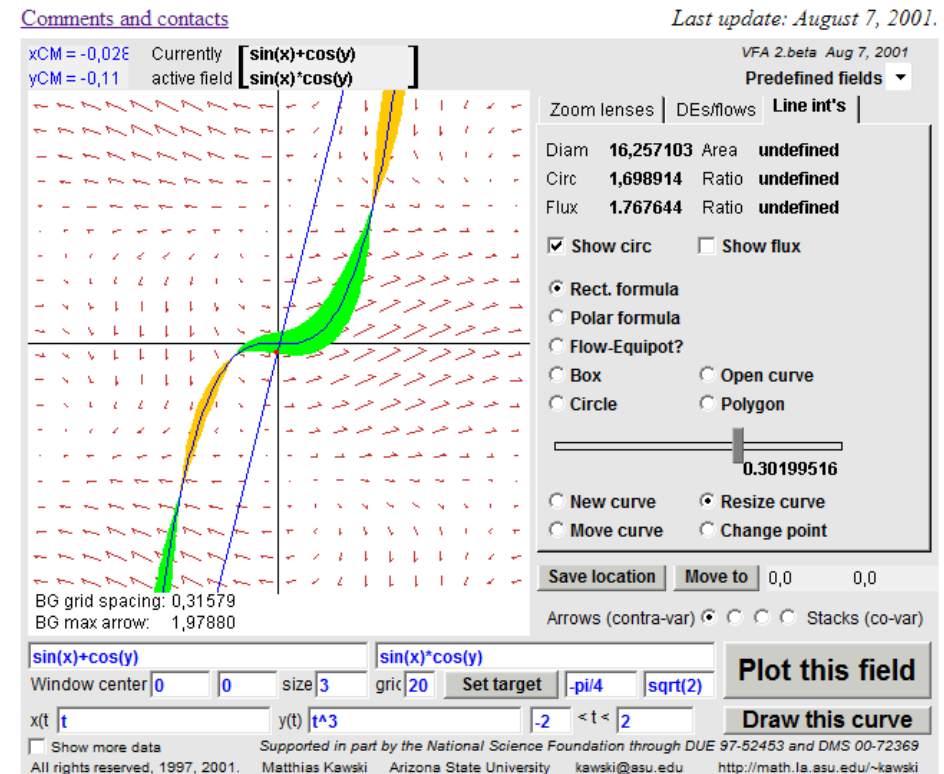 Comments and contacts Last update: August 7, 2001.
xCM = -0,028 Currently sin(x)+cos(y) VFA 2.beta Aug 7, 2001
yCM = -0,11 active field sin(x)*cos(y) Predefined fields
Zoom lenses DEs/flows Line int's
Diam 16,257103 Area undefined
Circ 1,698914 Ratio undefined
Flux 1.767644 Ratio undefined
Show circ Show flux
Rect. formula
Polar formula
Flow-Equipot?
Box Open curve
Circle Polygon
0.30199516
New curve Resize curve
Move curve Change point
Save location Move to 0,0 0,0
BG grid spacing: 0,31579
BG max arrow: 1,97880 Arrows (contra-var) Stacks (co-var)
sin(x)+cos(y) sin(x)*cos(y) Plot this field
Window center 0 0 size 3 gric 20 Set target -pi/4 sqrt(2)
x(t t y(t) t^3 -2 < t < 2 Draw this curve
Show more data Supported in part by the National Science Foundation through DUE 97-52453 and DMS 00-72369
All rights reserved, 1997, 2001. Matthias Kawski Arizona State University kawski@asu.edu http://math.la.asu.edu/~kawski